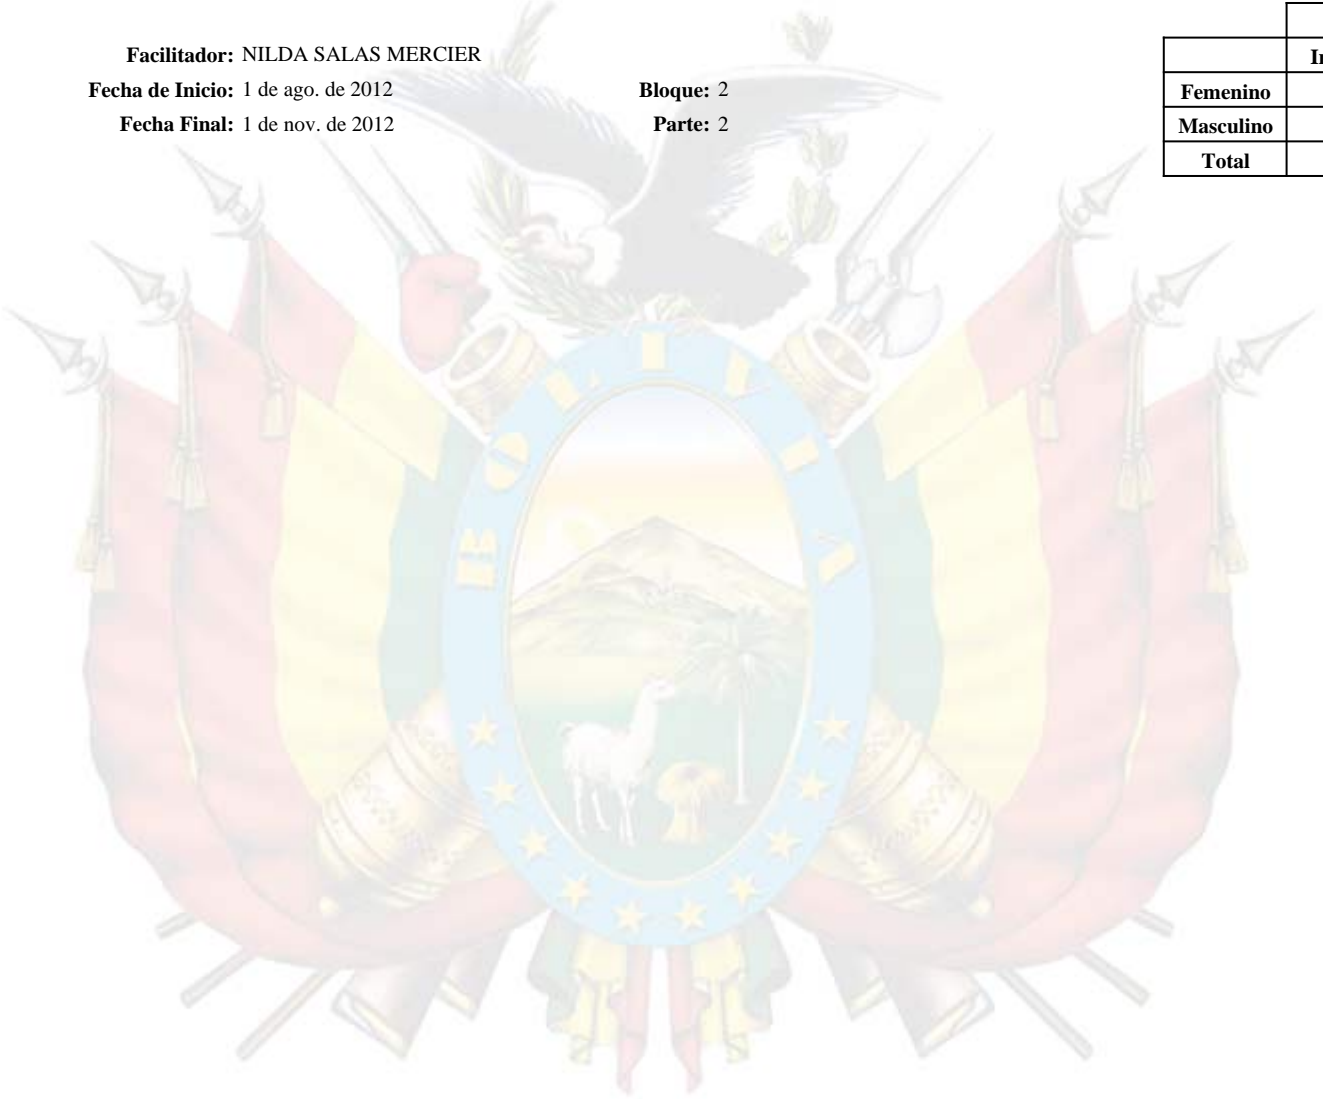 Facilitador: NILDA SALAS MERCIER
Fecha de Inicio: 1 de ago. de 2012 Bloque: 2
Fecha Final: 1 de nov. de 2012 Parte: 2
Femenino
Masculino
Total
BOLIVIA